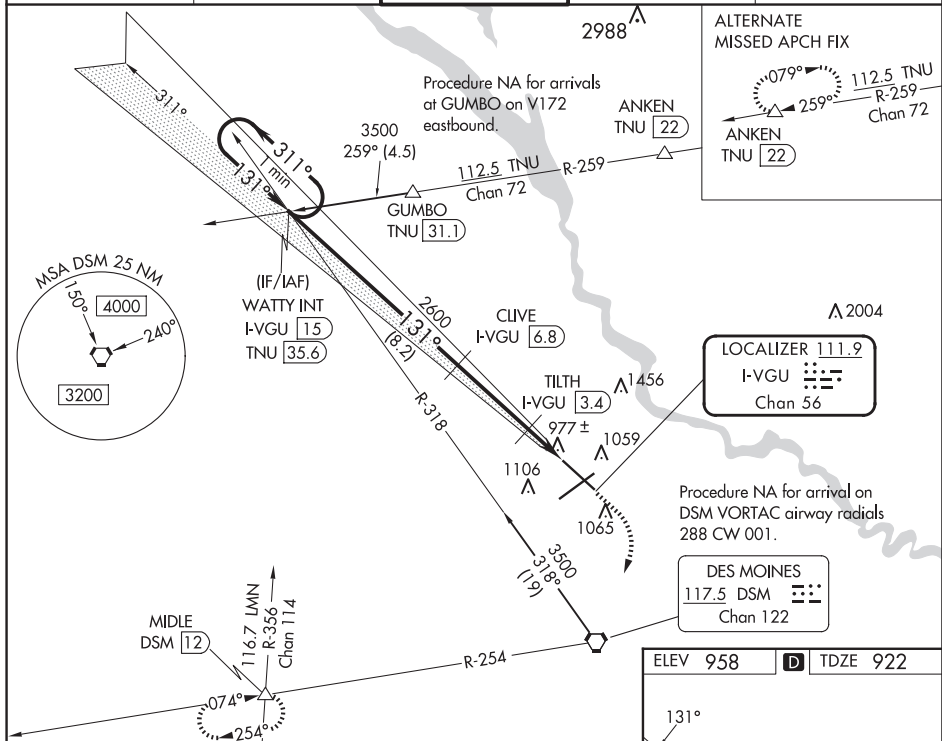 2988
ALTERNATE
MISSED APCH FIX
079°
259°
112.5 TNU
R-259
Chan 72
ANKEN
TNU 22
Procedure NA for arrivals
at GUMBO on V172
eastbound.
ANKEN
TNU 22
3500
259° (4.5)
112.5 TNU
Chan 72
R-259
GUMBO
TNU 31.1
311°
311°
131°
1 min
(IF/IAF)
WATTY INT
I-VGU 15
TNU 35.6
MSA DSM 25 NM
150°
4000
240°
3200
2600
131°
(8.2)
CLIVE
I-VGU 6.8
2004
LOCALIZER 111.9
I-VGU
Chan 56
TILTH
I-VGU 3.4
1456
977 ±
1059
1106
1065
R-318
Procedure NA for arrival on
DSM VORTAC airway radials
288 CW 001.
3500
318°
(19)
DES MOINES
117.5 DSM
Chan 122
MIDLE
DSM 12
116.7 LMN
R-356
Chan 114
R-254
074°
254°
ELEV 958
D
TDZE 922
131°